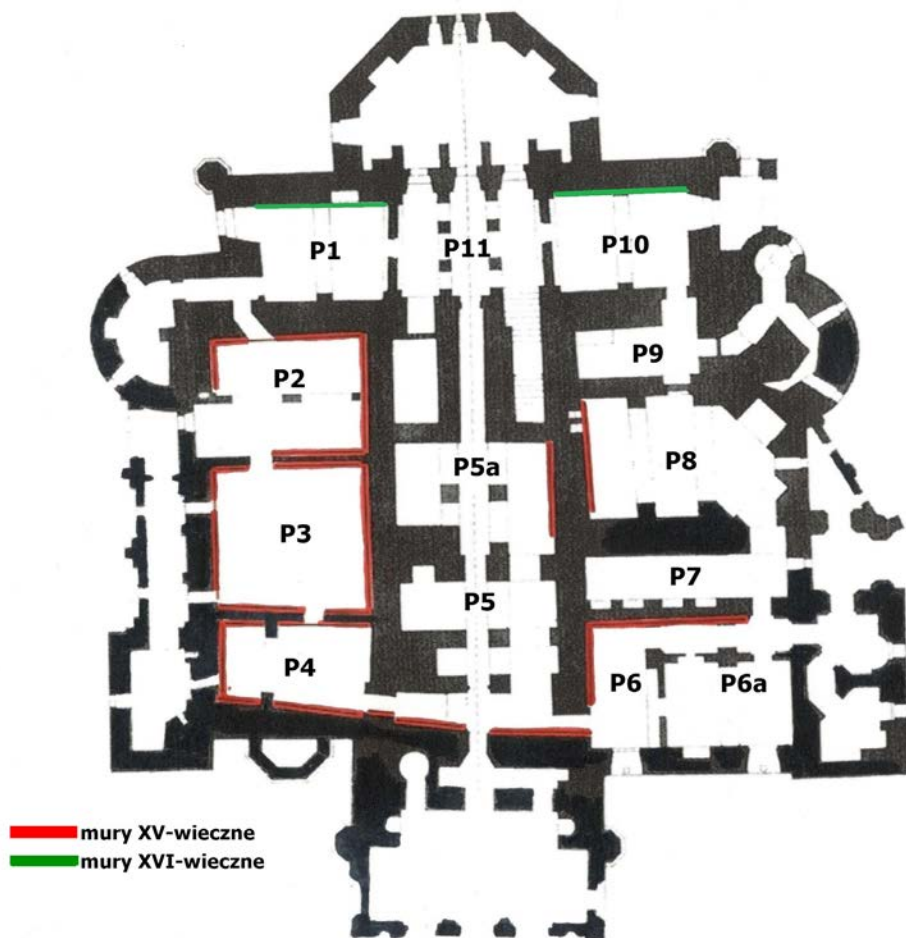 P1
P11
P10
P9
P2
P5a
P8
P3
P7
P5
P4
P6
P6a
mury XV-wieczne
mury XVI-wieczne